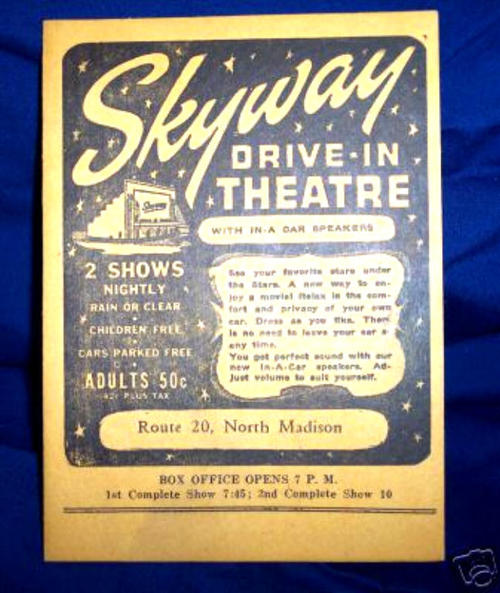 Skyway
DRIVE-IN
THEATRE
Skyway
WITH IN-A CAR SPEAKERS
2 SHOWS
NIGHTLY
RAIN OR CLEAR
CHILDREN FREE
CARS PARKED FREE
ADULTS 50c
42c PLUS TAX
See your favorite stars under
the Stars. A new way to en-
joy a movie! Relax in the com-
fort and privacy of your own
car. Dress as you like. There
is no need to leave your car a
any time.
You get perfect sound with our
new In-A-Car speakers. Ad-
just volume to suit yourself.
Route 20, North Madison
BOX OFFICE OPENS 7 P. M.
1st Complete Show 7:45; 2nd Complete Show 10